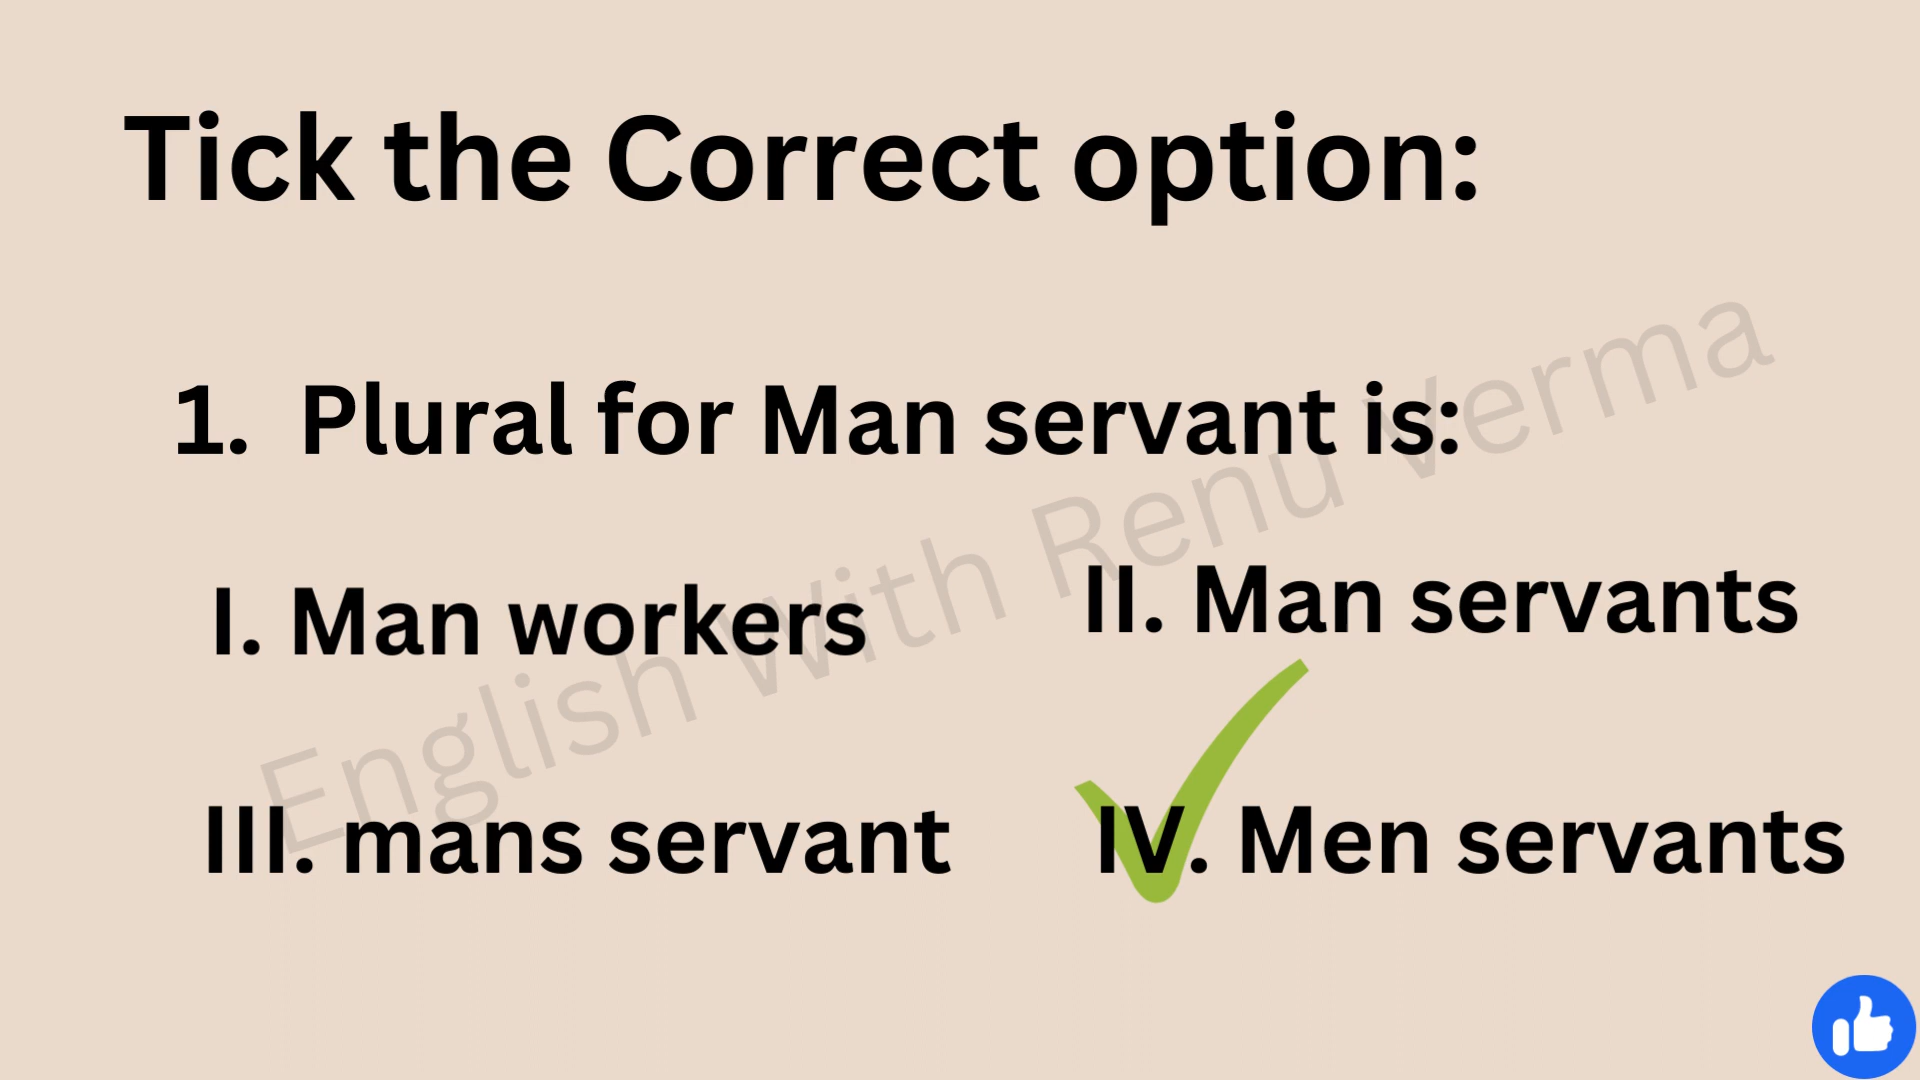 Tick the Correct option:
1. Plural for Man servant is:
I. Man workers
II. Man servants
III. mans servant
IV. Men servants
English With Renu Verma